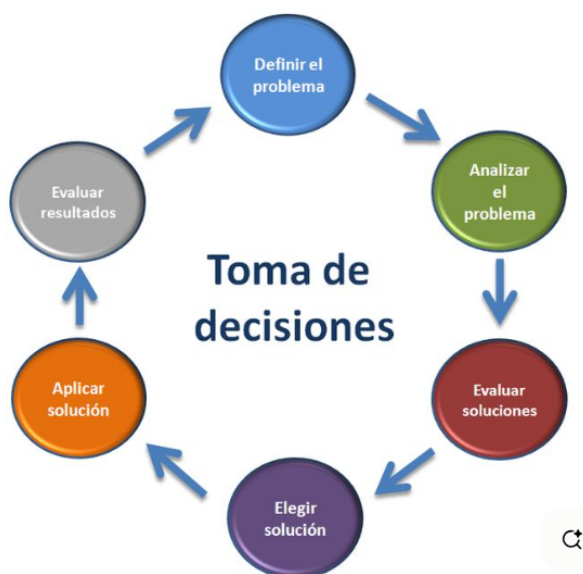 Definir el
problema
Analizar
el
problema
Evaluar
soluciones
Elegir
solución
Aplicar
solución
Evaluar
resultados
Toma de
decisiones